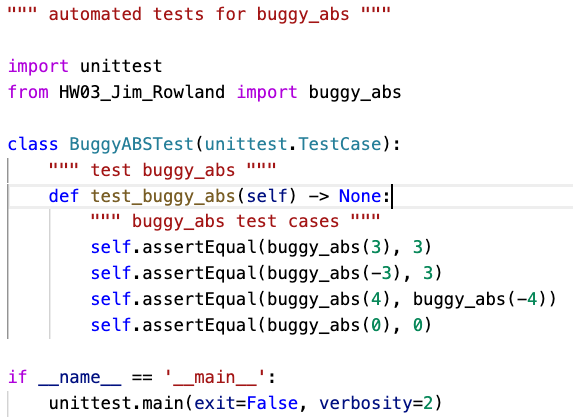 """ automated tests for buggy_abs """
import unittest
from HW03_Jim_Rowland import buggy_abs
class BuggyABSTest(unittest.TestCase):
    """ test buggy_abs """
    def test_buggy_abs(self) -> None:
        """ buggy_abs test cases """
        self.assertEqual(buggy_abs(3), 3)
        self.assertEqual(buggy_abs(-3), 3)
        self.assertEqual(buggy_abs(4), buggy_abs(-4))
        self.assertEqual(buggy_abs(0), 0)
if __name__ == '__main__':
    unittest.main(exit=False, verbosity=2)